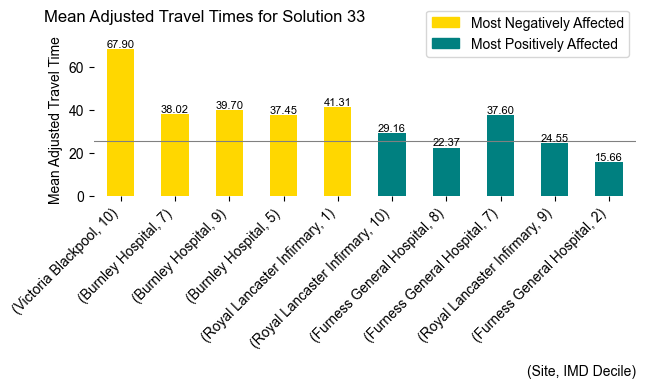 Mean Adjusted Travel Times for Solution 33
Most Negatively Affected
Most Positively Affected
Mean Adjusted Travel Time
60
40
20
0
67.90
38.02
39.70
37.45
41.31
29.16
22.37
37.60
24.55
15.66
(Victoria Blackpool, 10)
(Burnley Hospital, 7)
(Burnley Hospital, 9)
(Burnley Hospital, 5)
(Royal Lancaster Infirmary, 1)
(Royal Lancaster Infirmary, 10)
(Furness General Hospital, 8)
(Furness General Hospital, 7)
(Royal Lancaster Infirmary, 9)
(Furness General Hospital, 2)
(Site, IMD Decile)